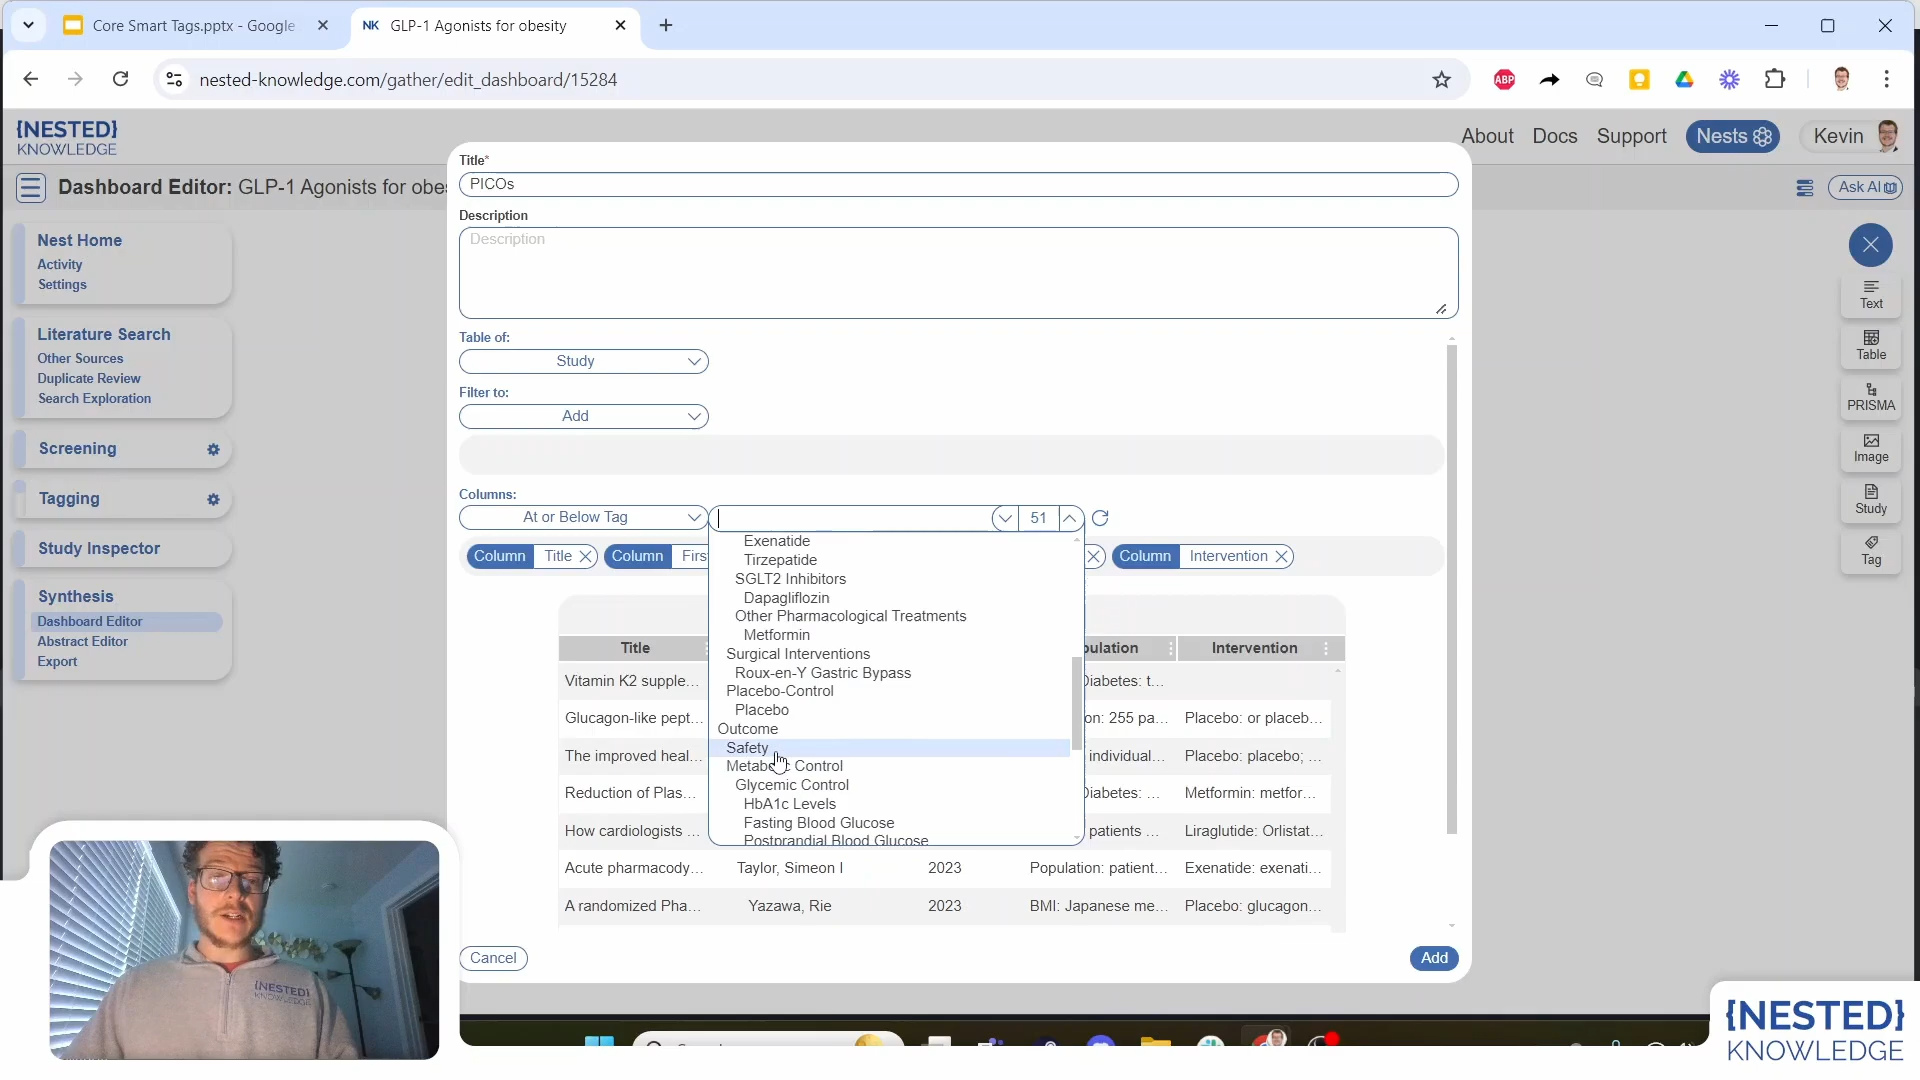 Core Smart Tags.pptx - Google
NK GLP-1 Agonists for obesity
nested-knowledge.com/gather/edit_dashboard/15284
ABP
{NESTED}
KNOWLEDGE
About Docs Support Nests Kevin
Dashboard Editor: GLP-1 Agonists for obe
Ask AI
Nest Home
Activity
Settings
Literature Search
Other Sources
Duplicate Review
Search Exploration
Screening
Tagging
Study Inspector
Synthesis
Dashboard Editor
Abstract Editor
Export
Title*
PICOs
Description
Description
Table of:
Study
Filter to:
Add
Columns:
At or Below Tag
51
Column Title Column Firs Column Intervention
Exenatide
Tirzepatide
SGLT2 Inhibitors
Dapagliflozin
Other Pharmacological Treatments
Metformin
Surgical Interventions
Roux-en-Y Gastric Bypass
Placebo-Control
Placebo
Outcome
Safety
Metabolic Control
Glycemic Control
HbA1c Levels
Fasting Blood Glucose
Postprandial Blood Glucose
Title pulation Intervention
Vitamin K2 supple... Diabetes: t...
Glucagon-like pept... on: 255 pa... Placebo: or placeb...
The improved heal... individual... Placebo: placebo; ...
Reduction of Plas... Diabetes: ... Metformin: metfor...
How cardiologists ... patients ... Liraglutide: Orlistat...
Acute pharmacody... Taylor, Simeon I 2023 Population: patient... Exenatide: exenati...
A randomized Pha... Yazawa, Rie 2023 BMI: Japanese me... Placebo: glucagon...
Cancel
Add
Text
Table
PRISMA
Image
Study
Tag
{NESTED}
KNOWLEDGE
{NESTED}
KNOWLEDGE